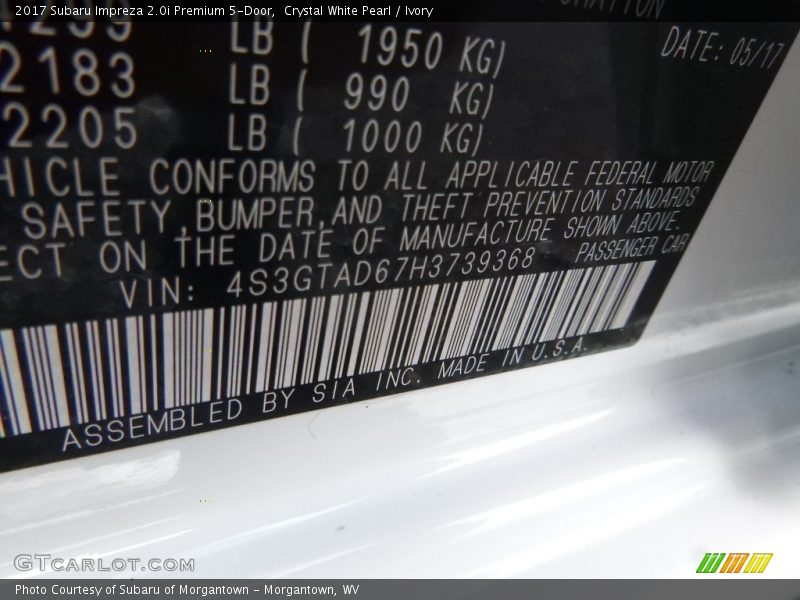 2017 Subaru Impreza 2.0i Premium 5-Door, Crystal White Pearl / Ivory
DATE: 05/17
LB ( 1950 KG)
2183 LB ( 990 KG)
2205 LB ( 1000 KG)
HICLE CONFORMS TO ALL APPLICABLE FEDERAL MOTOR
SAFETY,BUMPER,AND THEFT PREVENTION STANDARDS
ECT ON THE DATE OF MANUFACTURE SHOWN ABOVE.
VIN: 4S3GTAD67H3739368 PASSENGER CAR
ASSEMBLED BY SIA INC. MADE IN U.S.A.
GTCARLOT.COM
Photo Courtesy of Subaru of Morgantown - Morgantown, WV